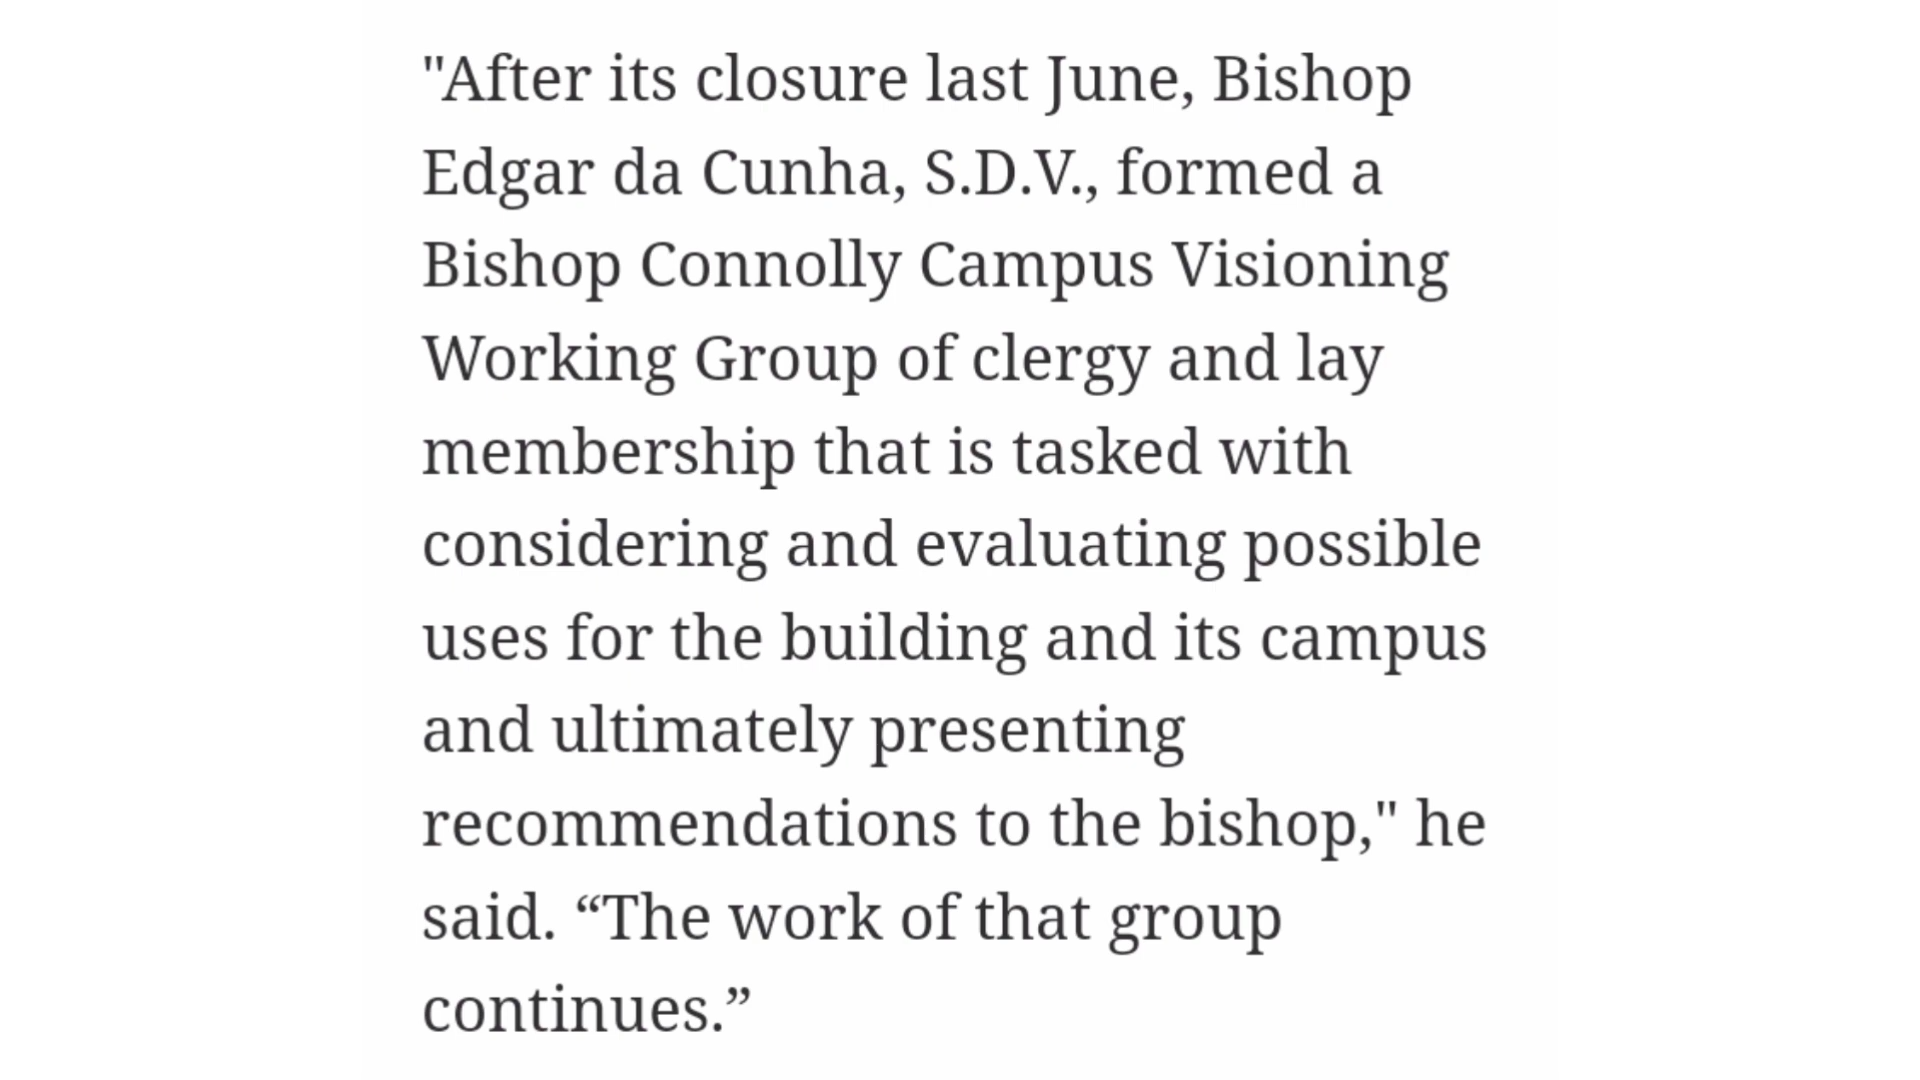 "After its closure last June, Bishop
Edgar da Cunha, S.D.V., formed a
Bishop Connolly Campus Visioning
Working Group of clergy and lay
membership that is tasked with
considering and evaluating possible
uses for the building and its campus
and ultimately presenting
recommendations to the bishop," he
said. “The work of that group
continues.”